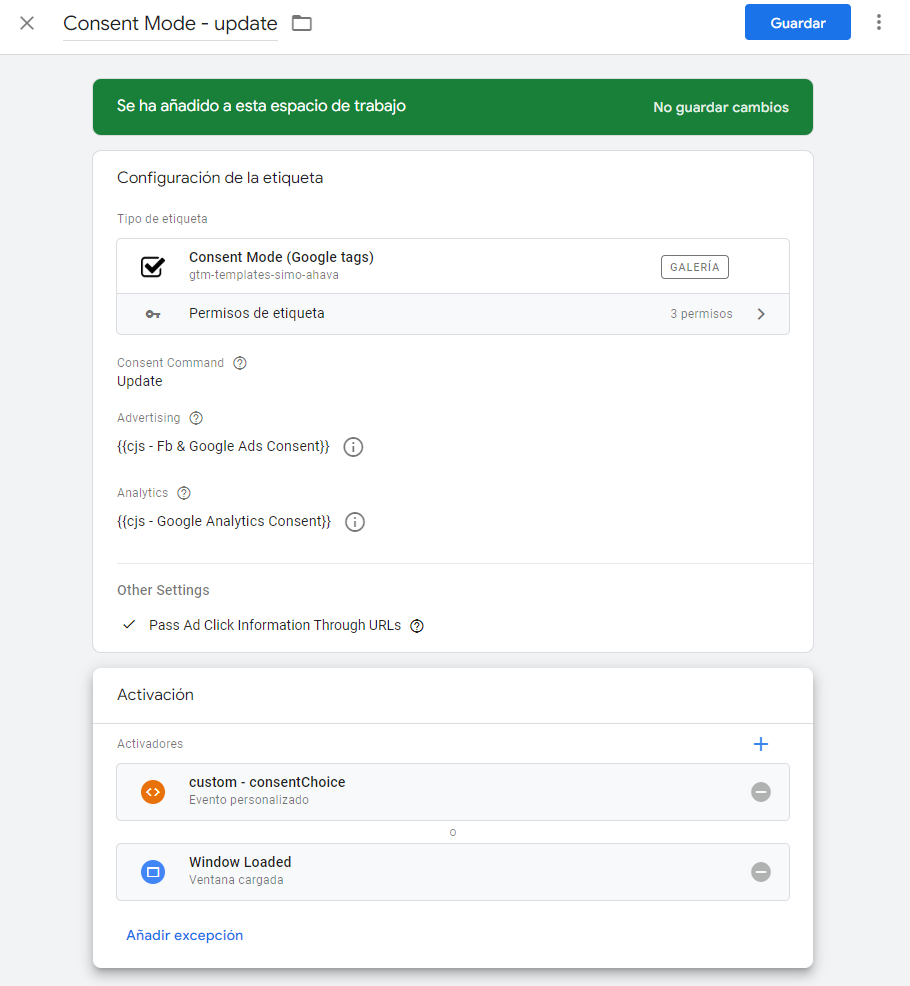 Consent Mode - update
Guardar
Se ha añadido a esta espacio de trabajo
No guardar cambios
Configuración de la etiqueta
Tipo de etiqueta
Consent Mode (Google tags)
gtm-templates-simo-ahava
GALERÍA
Permisos de etiqueta
3 permisos
Consent Command
Update
Advertising
{{cjs - Fb & Google Ads Consent}}
Analytics
{{cjs - Google Analytics Consent}}
Other Settings
Pass Ad Click Information Through URLs
Activación
Activadores
custom - consentChoice
Evento personalizado
o
Window Loaded
Ventana cargada
Añadir excepción